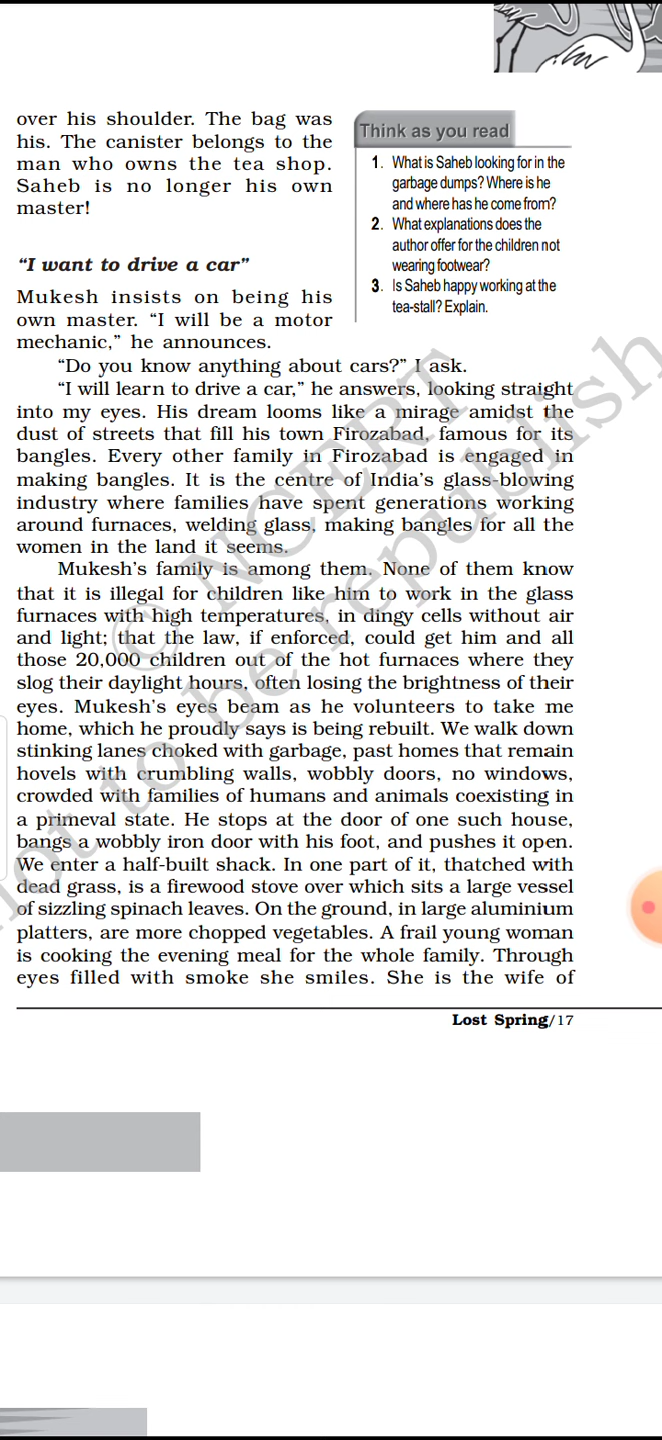 over his shoulder. The bag was
his. The canister belongs to the
man who owns the tea shop.
Saheb is no longer his own
master!
Think as you read
1. What is Saheb looking for in the
garbage dumps? Where is he
and where has he come from?
2. What explanations does the
author offer for the children not
wearing footwear?
3. Is Saheb happy working at the
tea-stall? Explain.
“I want to drive a car”
Mukesh insists on being his
own master. “I will be a motor
mechanic,” he announces.
“Do you know anything about cars?” I ask.
“I will learn to drive a car,” he answers, looking straight
into my eyes. His dream looms like a mirage amidst the
dust of streets that fill his town Firozabad, famous for its
bangles. Every other family in Firozabad is engaged in
making bangles. It is the centre of India’s glass-blowing
industry where families have spent generations working
around furnaces, welding glass, making bangles for all the
women in the land it seems.
Mukesh’s family is among them. None of them know
that it is illegal for children like him to work in the glass
furnaces with high temperatures, in dingy cells without air
and light; that the law, if enforced, could get him and all
those 20,000 children out of the hot furnaces where they
slog their daylight hours, often losing the brightness of their
eyes. Mukesh’s eyes beam as he volunteers to take me
home, which he proudly says is being rebuilt. We walk down
stinking lanes choked with garbage, past homes that remain
hovels with crumbling walls, wobbly doors, no windows,
crowded with families of humans and animals coexisting in
a primeval state. He stops at the door of one such house,
bangs a wobbly iron door with his foot, and pushes it open.
We enter a half-built shack. In one part of it, thatched with
dead grass, is a firewood stove over which sits a large vessel
of sizzling spinach leaves. On the ground, in large aluminium
platters, are more chopped vegetables. A frail young woman
is cooking the evening meal for the whole family. Through
eyes filled with smoke she smiles. She is the wife of
Lost Spring/17
© NCERT
not to be republish